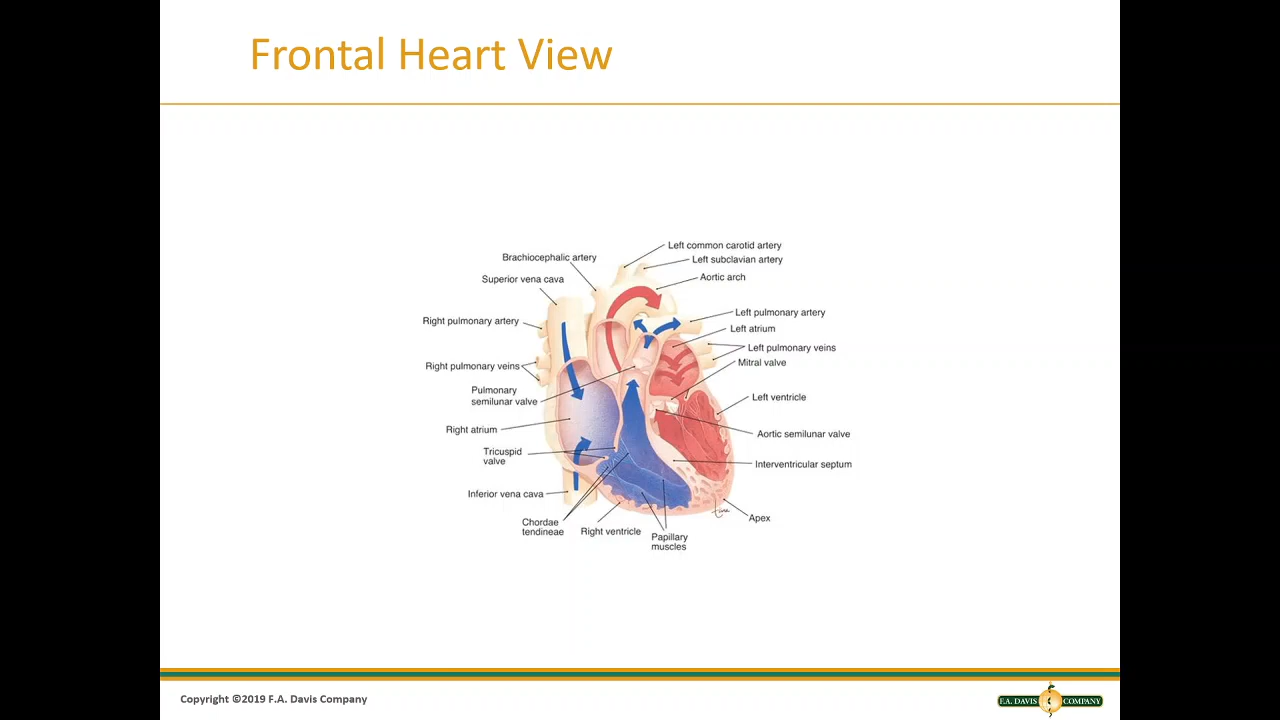 Frontal Heart View
Left common carotid artery
Brachiocephalic artery
Left subclavian artery
Superior vena cava
Aortic arch
Left pulmonary artery
Right pulmonary artery
Left atrium
Left pulmonary veins
Right pulmonary veins
Mitral valve
Pulmonary
semilunar valve
Left ventricle
Right atrium
Aortic semilunar valve
Tricuspid
valve
Interventricular septum
Inferior vena cava
Apex
Chordae
tendineae
Right ventricle
Papillary
muscles
Copyright ©2019 F.A. Davis Company
F.A. DAVIS COMPANY